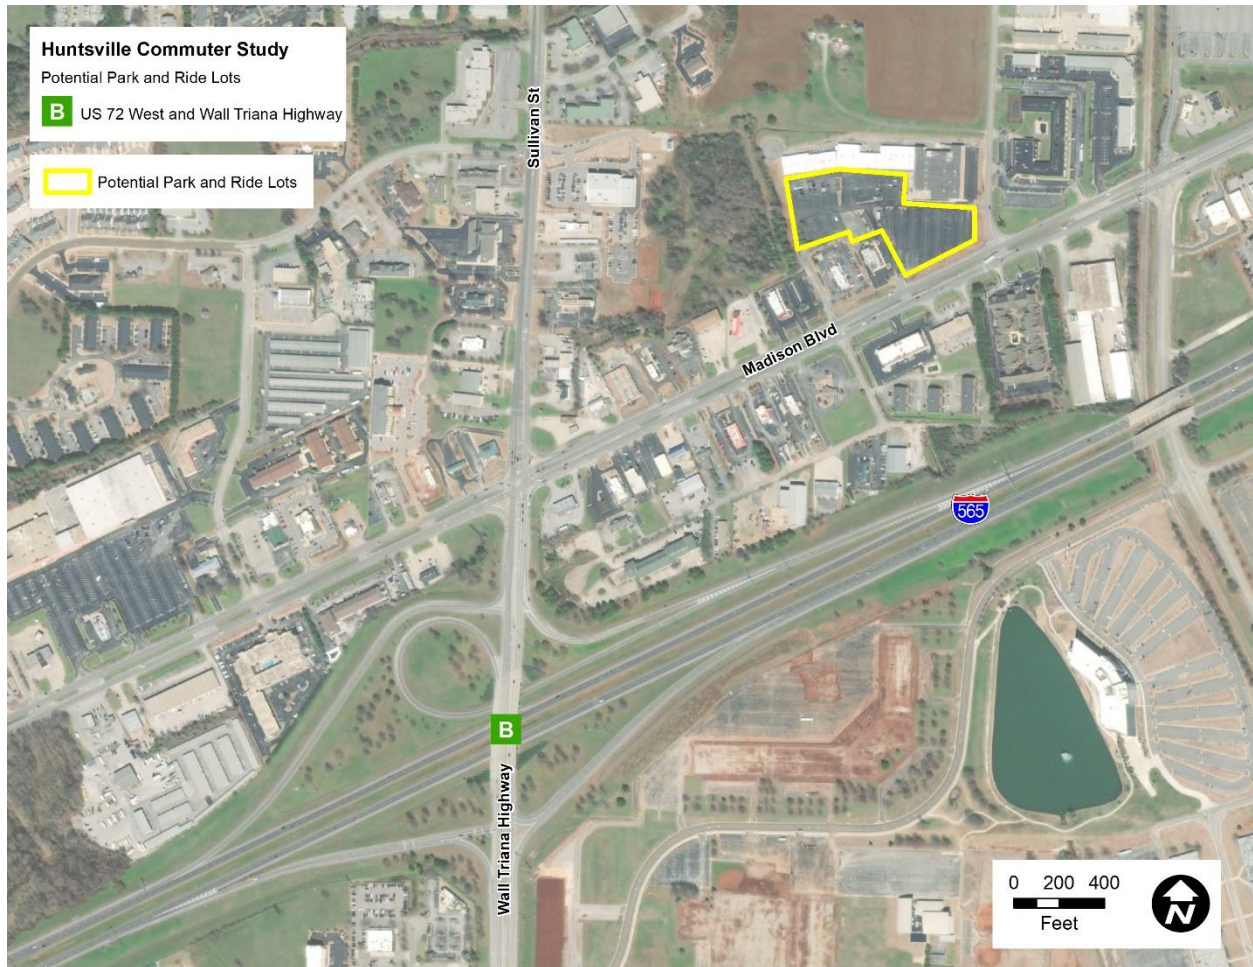 Huntsville Commuter Study
Potential Park and Ride Lots
B US 72 West and Wall Triana Highway
Potential Park and Ride Lots
Sullivan St
Madison Blvd
565
B
Wall Triana Highway
0 200 400
Feet
N